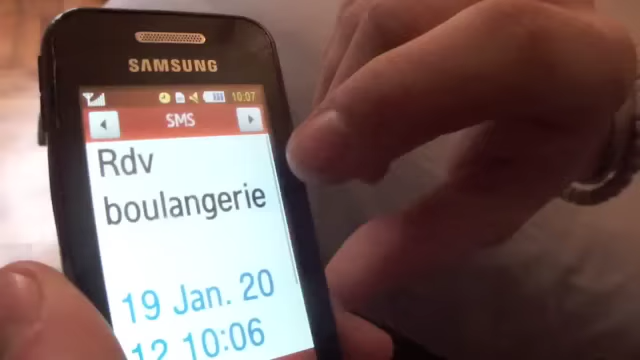 SAMSUNG
10:07
SMS
Rdv
boulangerie
19 Jan. 20
12 10:06